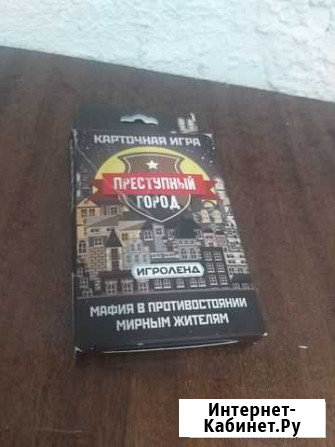 КАРТОЧНАЯ ИГРА
ПРЕСТУПНЫЙ
ГОРОД
ИГРОЛЕНД
МАФИЯ В ПРОТИВОСТОЯНИИ
МИРНЫМ ЖИТЕЛЯМ
Интернет-
Кабинет.Ру